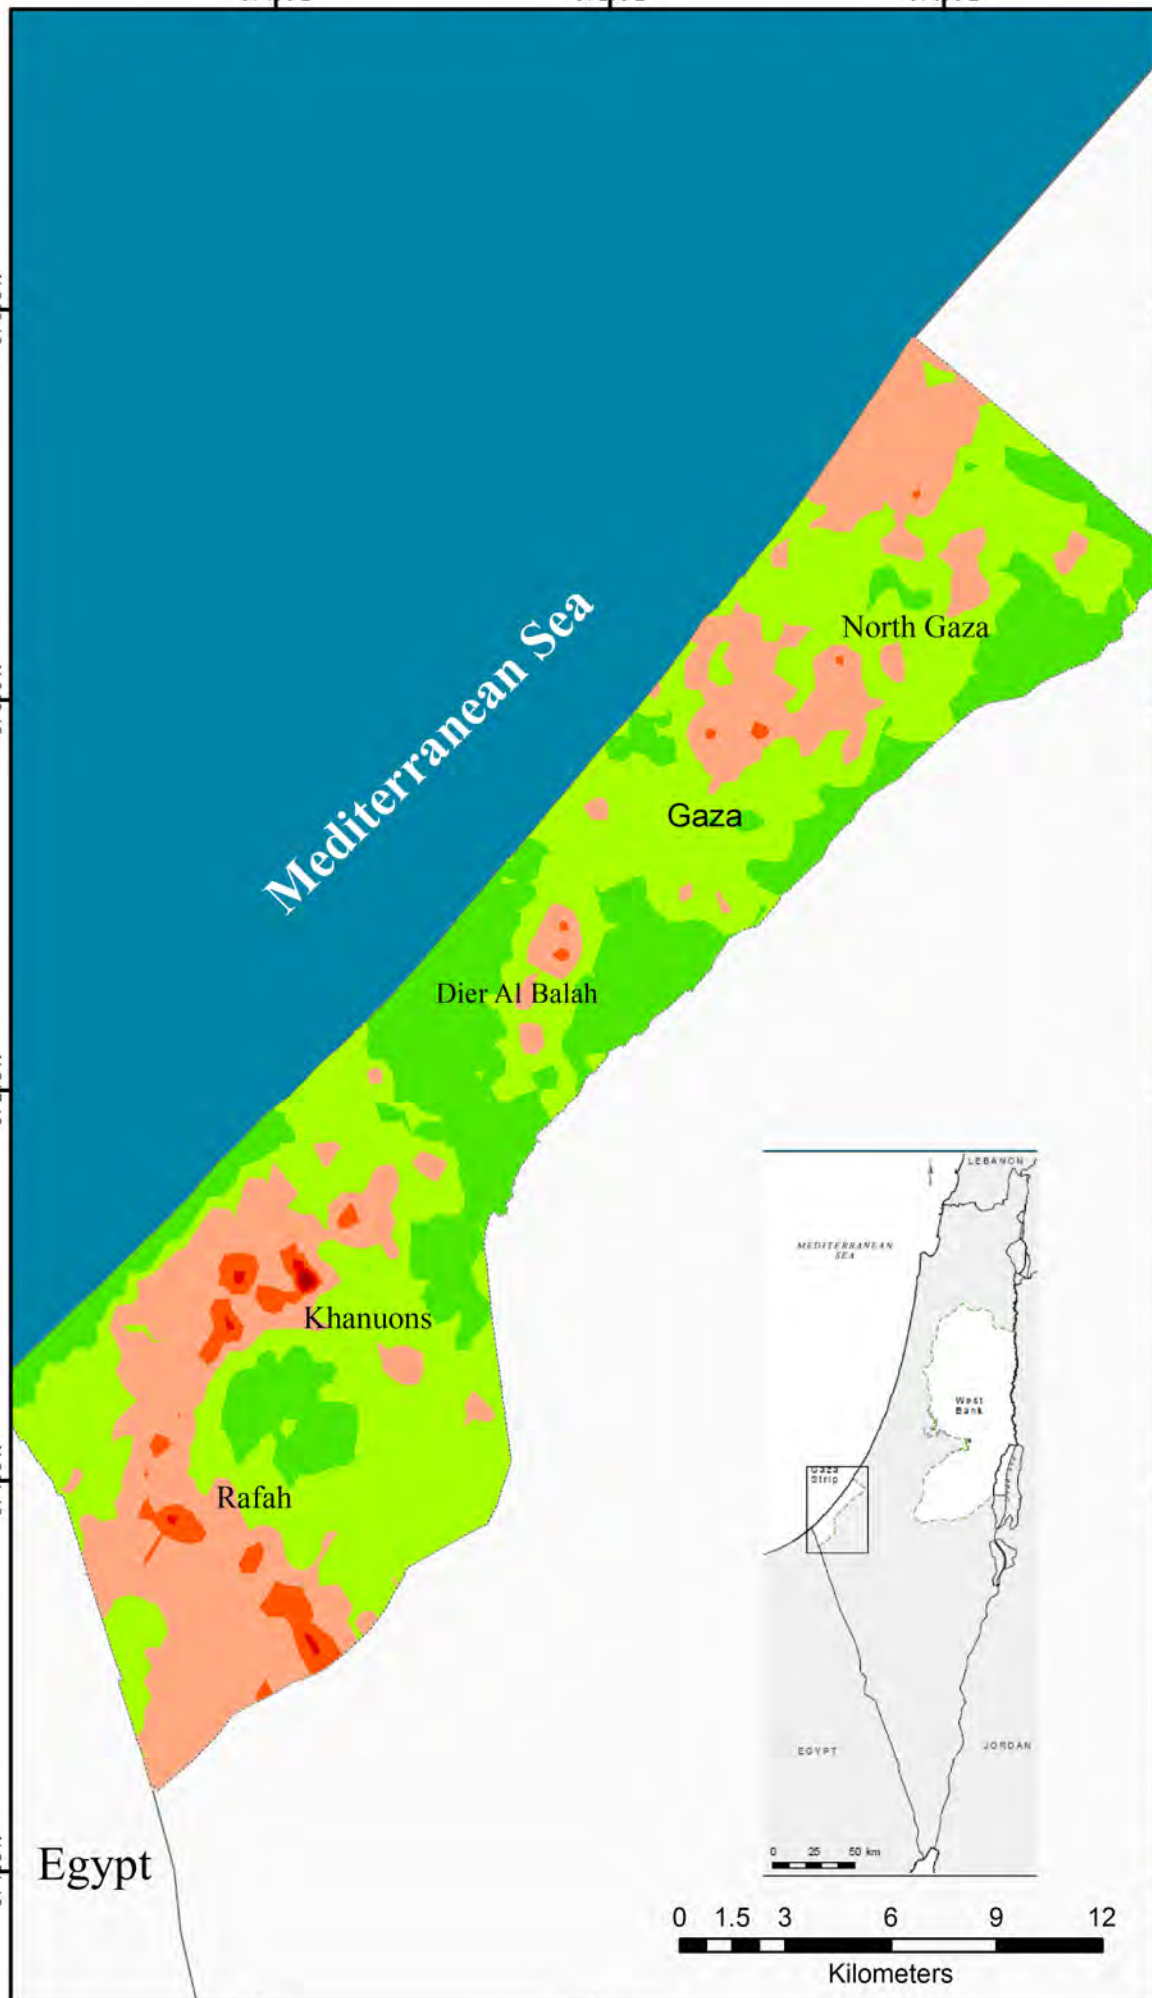 Mediterranean Sea
North Gaza
Gaza
Dier Al Balah
Khanuons
Rafah
Egypt
LEBANON
MEDITERRANEAN
SEA
West
Bank
Gaza
Strip
EGYPT
JORDAN
0 25 50 km
0 1.5 3 6 9 12
Kilometers